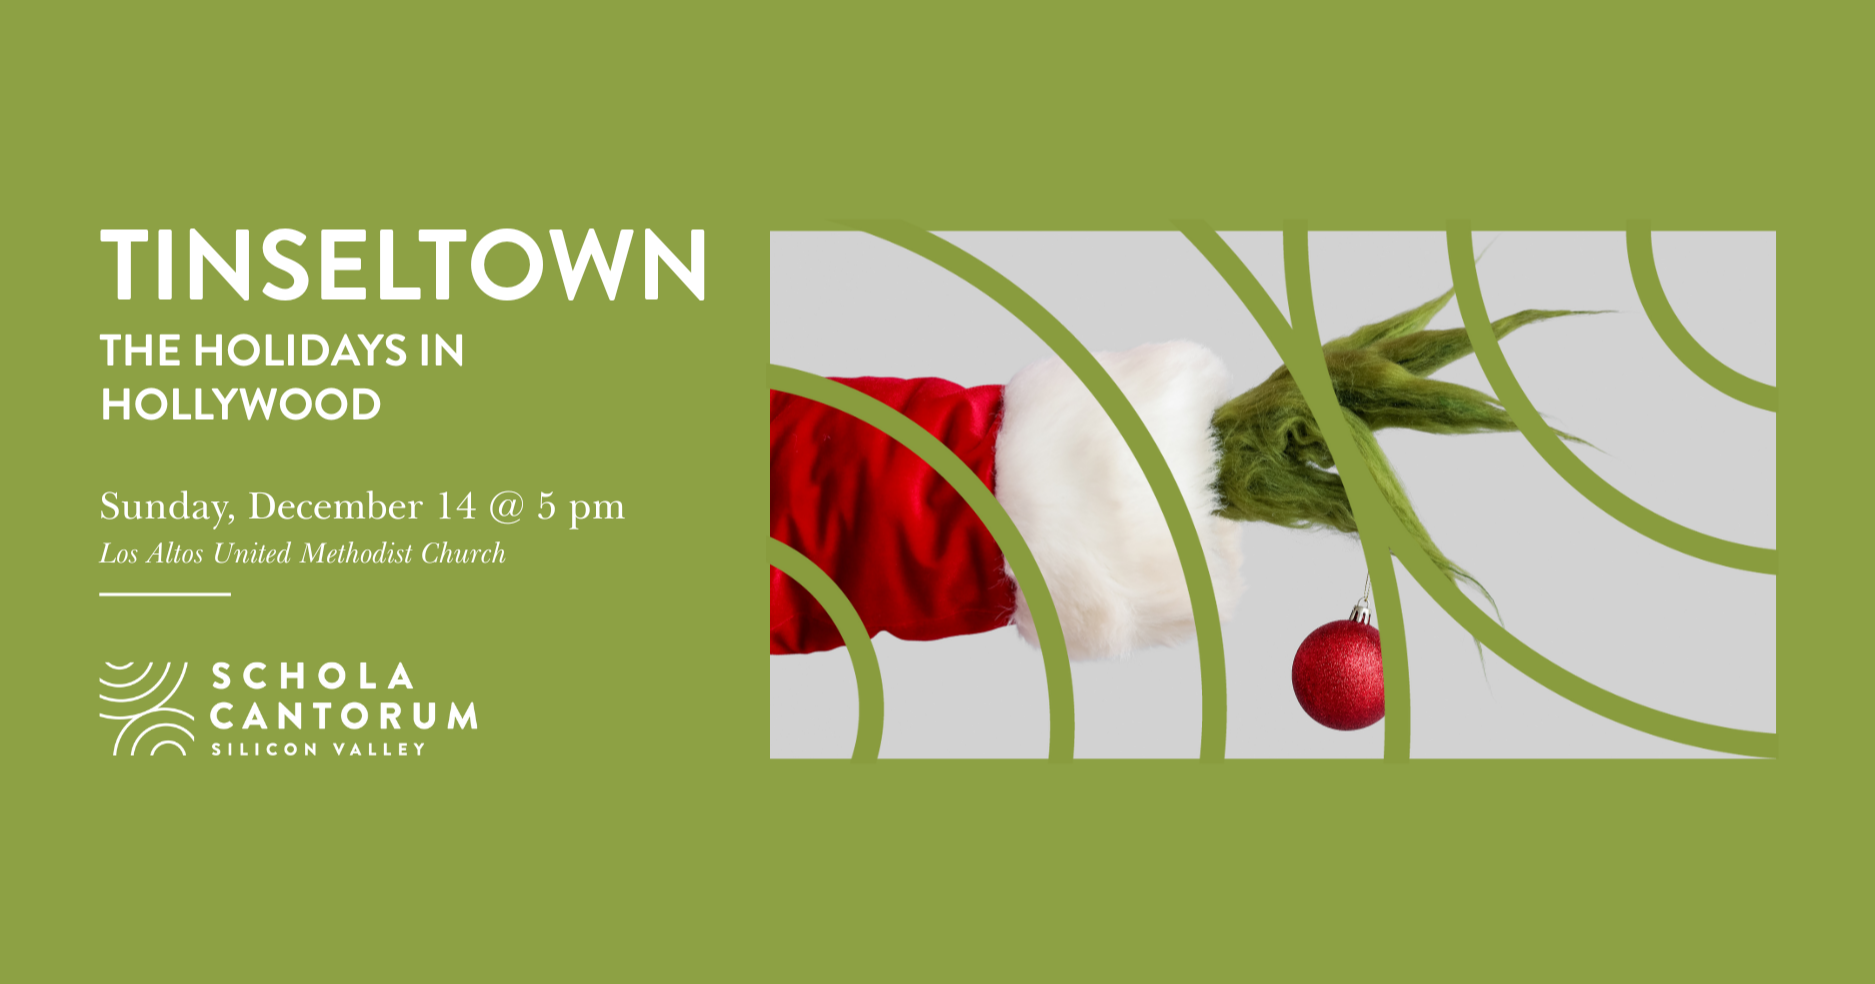 TINSELTOWN
THE HOLIDAYS IN
HOLLYWOOD
Sunday, December 14 @ 5 pm
Los Altos United Methodist Church
SCHOLA
CANTORUM
SILICON VALLEY